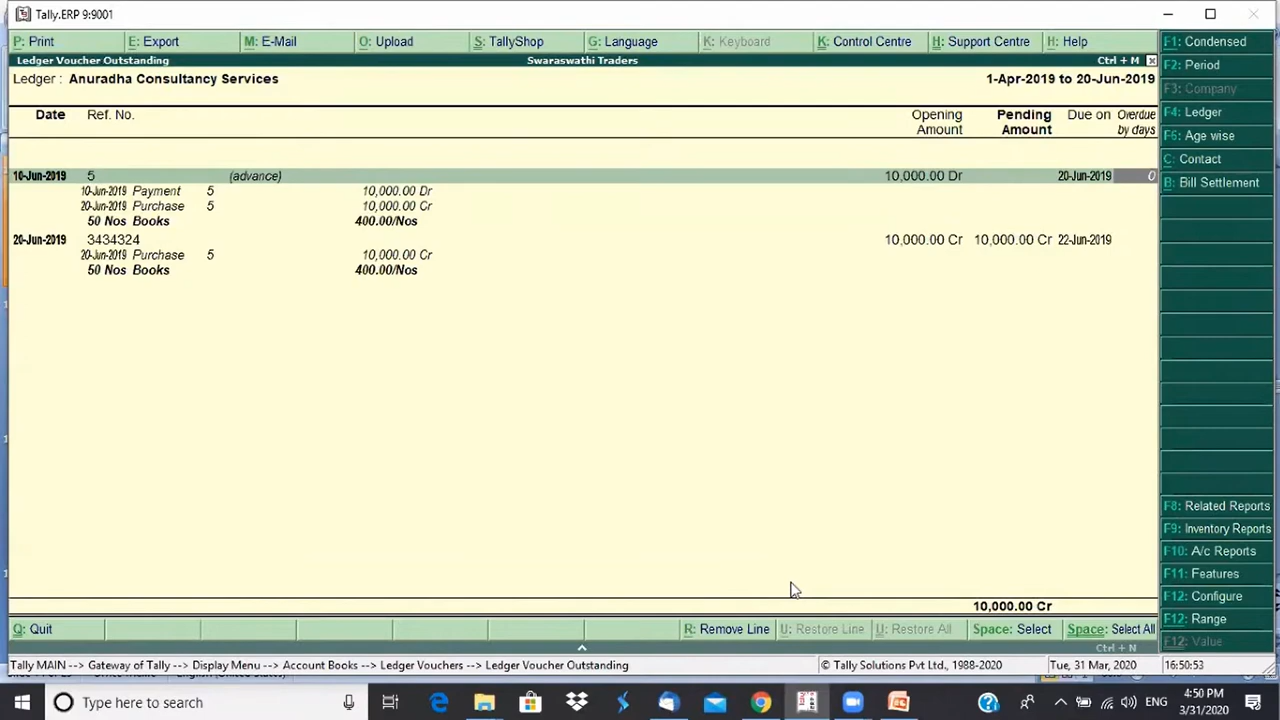 Tally.ERP 9:9001
P: Print E: Export M: E-Mail O: Upload S: TallyShop G: Language K: Keyboard K: Control Centre H: Support Centre H: Help
Ledger Voucher Outstanding Swaraswathi Traders Ctrl + M
Ledger : Anuradha Consultancy Services 1-Apr-2019 to 20-Jun-2019
Date Ref. No. Opening Pending Due on Overdue
Amount Amount by days
10-Jun-2019 5 (advance) 10,000.00 Dr 20-Jun-2019 0
10-Jun-2019 Payment 5 10,000.00 Dr
20-Jun-2019 Purchase 5 10,000.00 Cr
50 Nos Books 400.00/Nos
20-Jun-2019 3434324 10,000.00 Cr 10,000.00 Cr 22-Jun-2019
20-Jun-2019 Purchase 5 10,000.00 Cr
50 Nos Books 400.00/Nos
10,000.00 Cr
F1: Condensed
F2: Period
F3: Company
F4: Ledger
F6: Age wise
C: Contact
B: Bill Settlement
F8: Related Reports
F9: Inventory Reports
F10: A/c Reports
F11: Features
F12: Configure
F12: Range
F12: Value
Q: Quit R: Remove Line U: Restore Line U: Restore All Space: Select Space: Select All
Ctrl + N
Tally MAIN --> Gateway of Tally --> Display Menu --> Account Books --> Ledger Vouchers --> Ledger Voucher Outstanding © Tally Solutions Pvt Ltd., 1988-2020 Tue, 31 Mar, 2020 16:50:53
Type here to search ENG 4:50 PM
3/31/2020